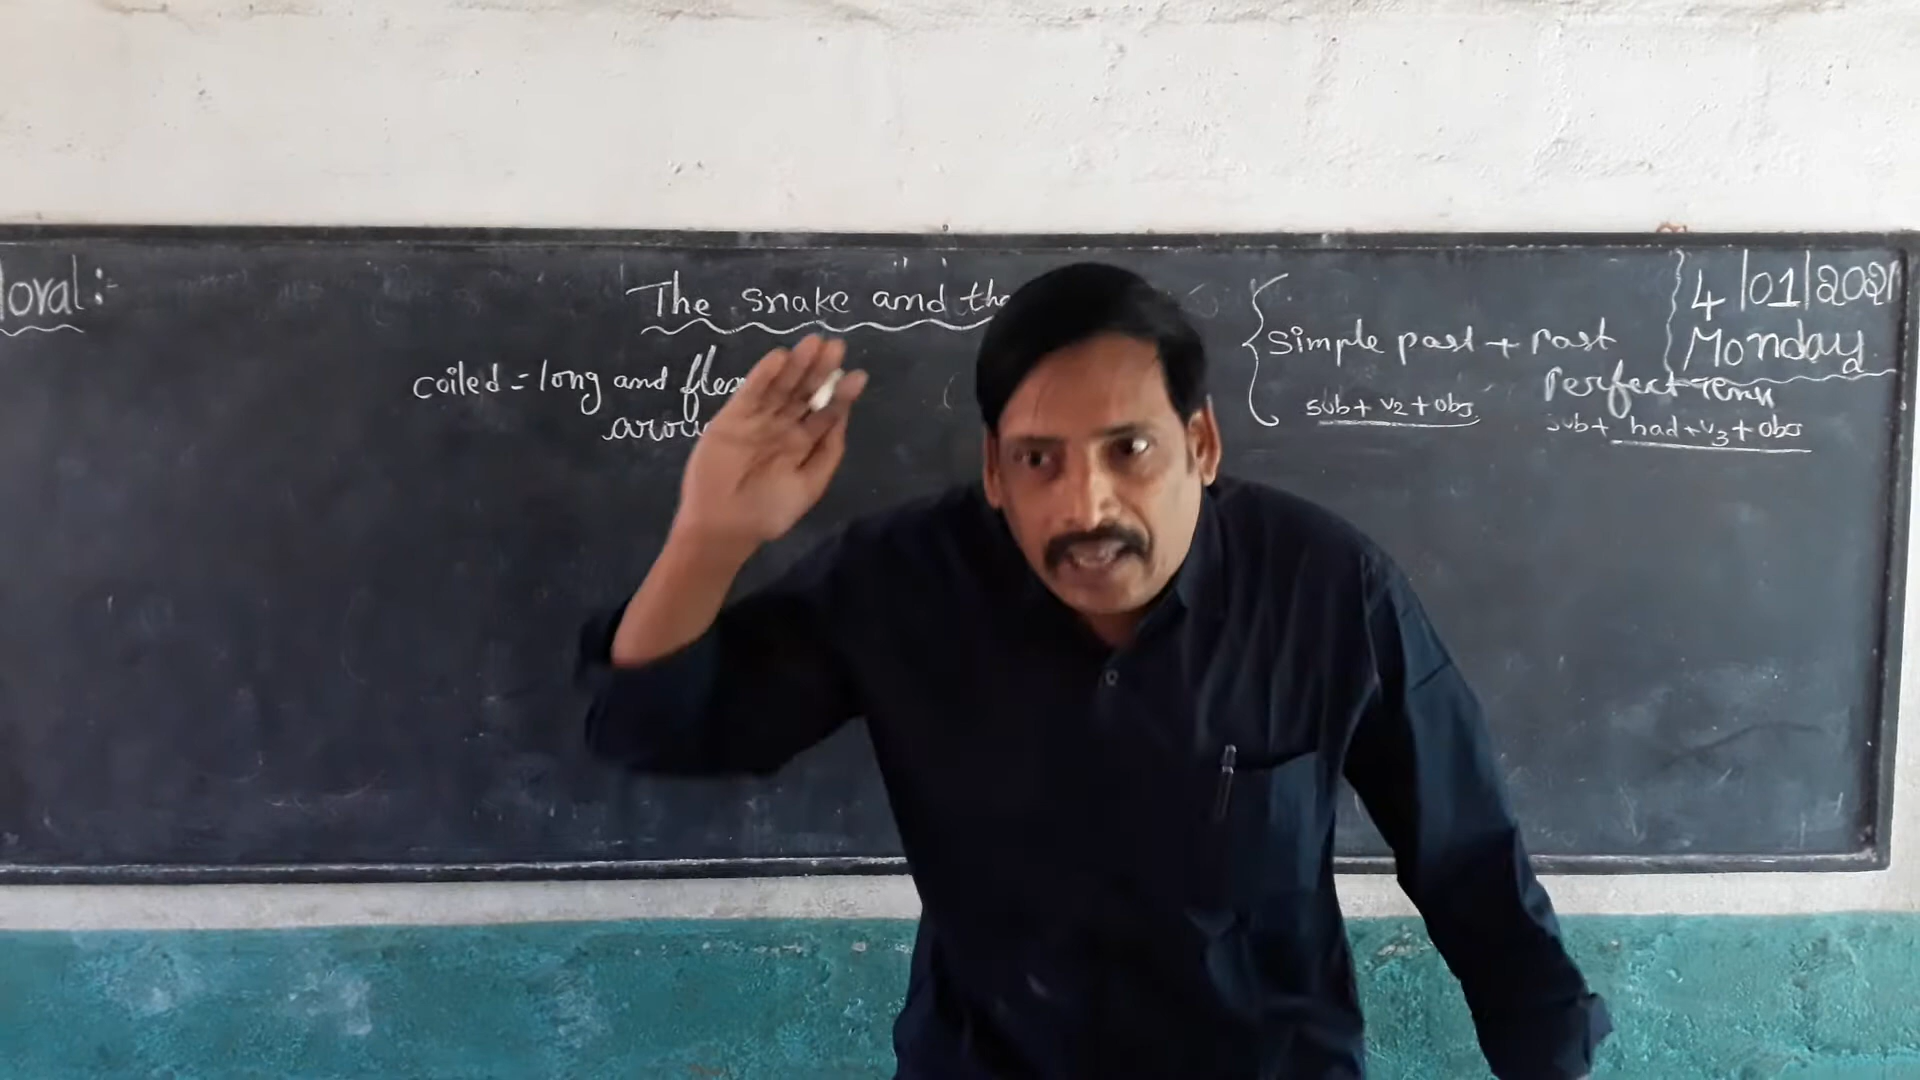 oral:-
The snake and the
coiled = long and flex
arou
Simple past + Past
Perfect Tense
sub + v2 + obj.
sub + had + v3 + obj
4/01/2021
Monday